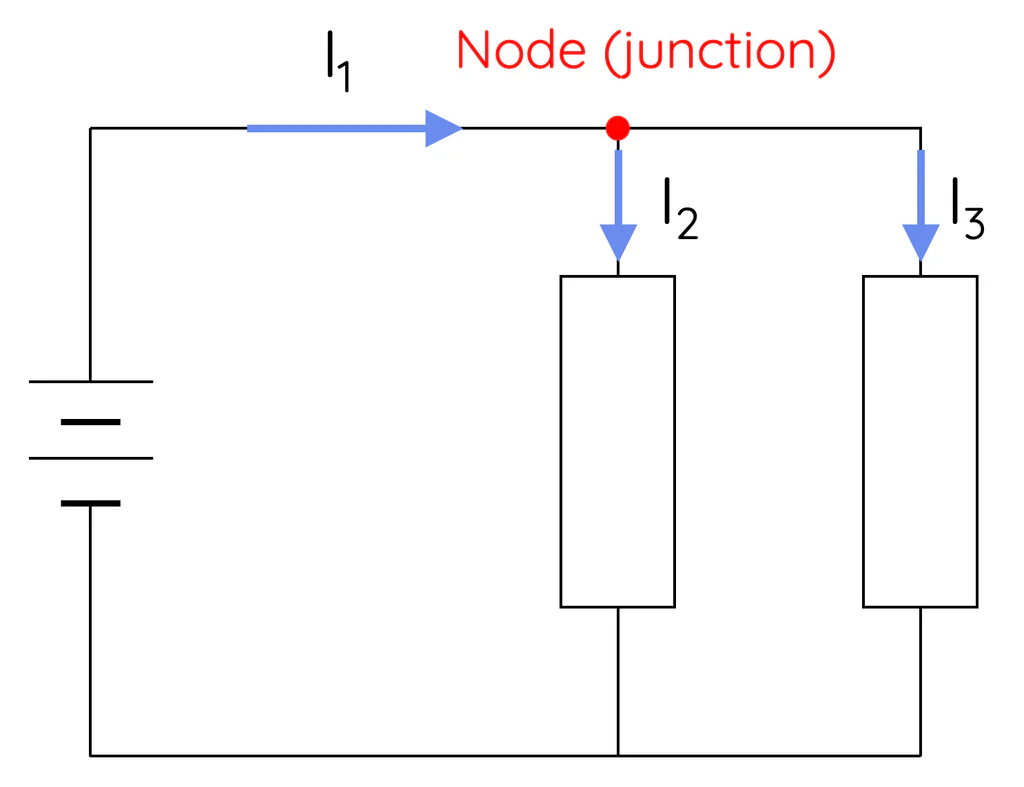 I₁
Node (junction)
I₂
I₃